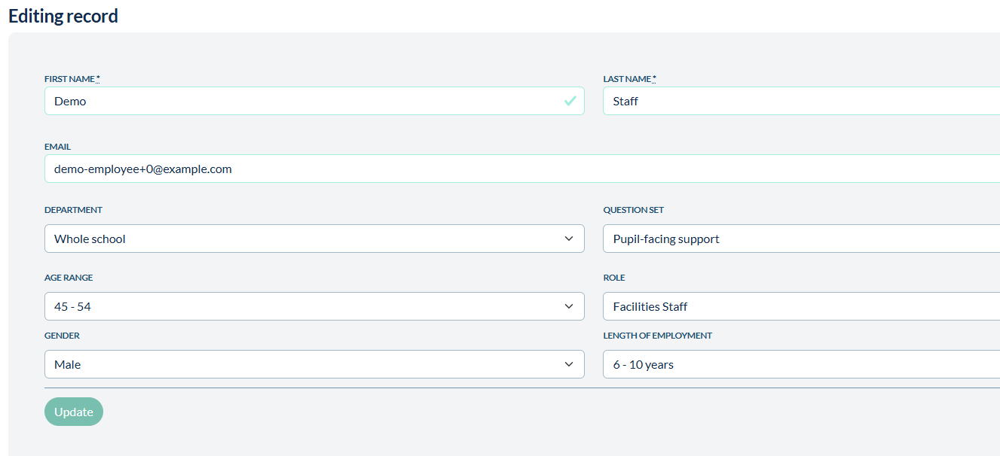 Editing record
FIRST NAME * LAST NAME *
Demo Staff
EMAIL
demo-employee+0@example.com
DEPARTMENT QUESTION SET
Whole school Pupil-facing support
AGE RANGE ROLE
45 - 54 Facilities Staff
GENDER LENGTH OF EMPLOYMENT
Male 6 - 10 years
Update